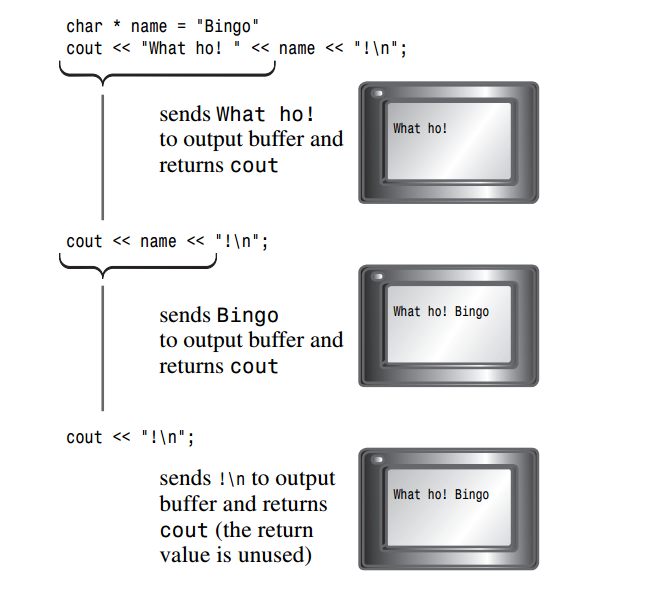 char * name = "Bingo"
cout << "What ho! " << name << "!\n";
sends What ho!
to output buffer and
returns cout
What ho!
cout << name << "!\n";
sends Bingo
to output buffer and
returns cout
What ho! Bingo
cout << "!\n";
sends !\n to output
buffer and returns
cout (the return
value is unused)
What ho! Bingo